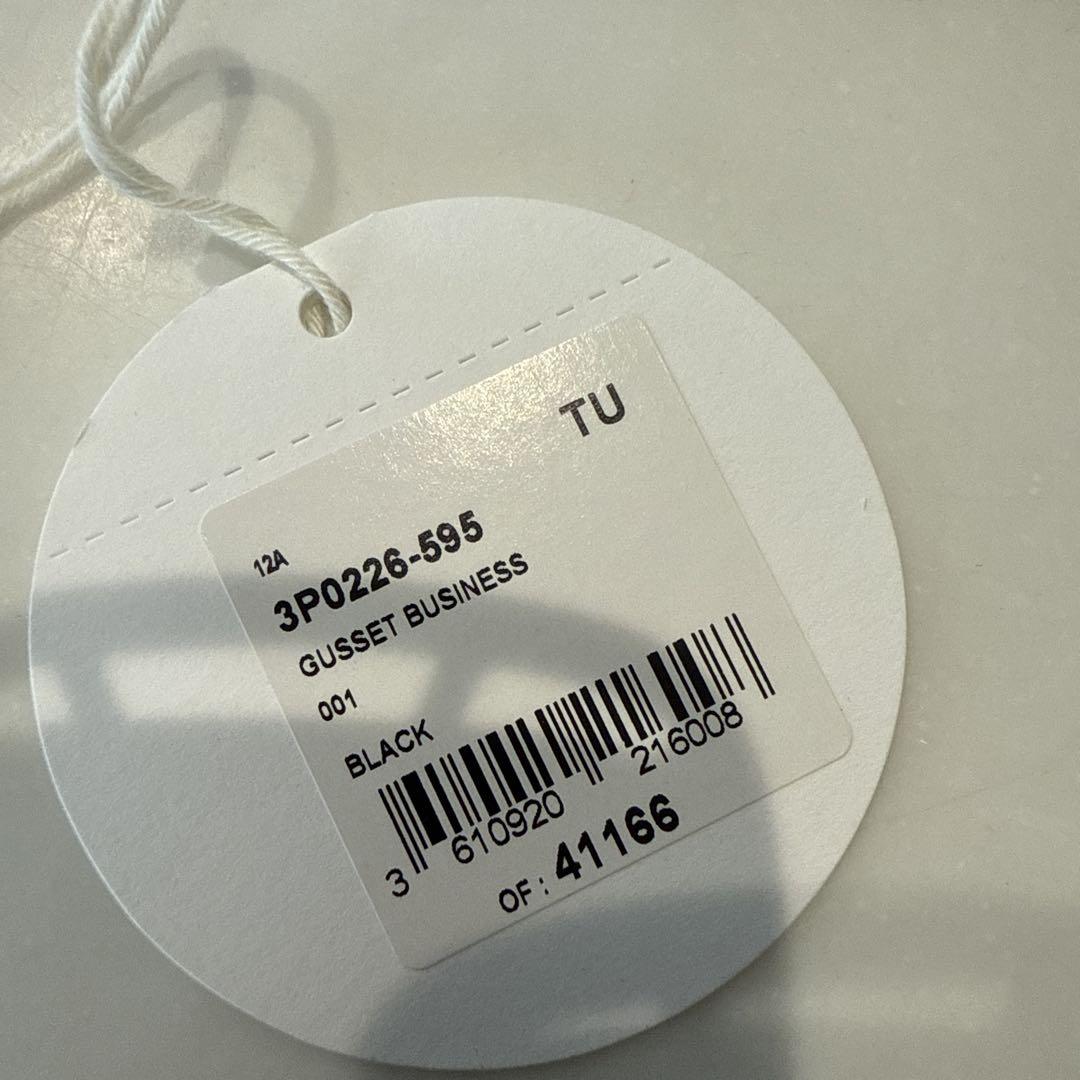 TU
12A
3P0226-595
GUSSET BUSINESS
001
BLACK
3 610920 216008
OF : 41166